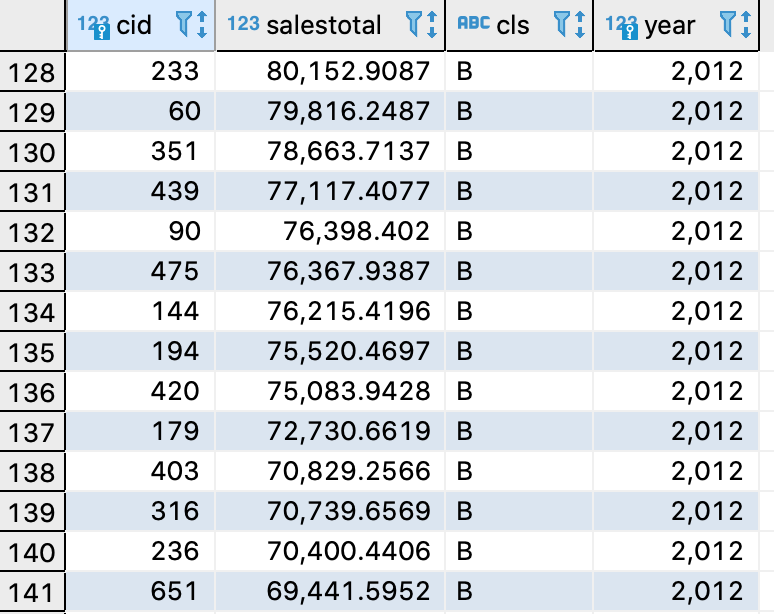 123 cid 123 salestotal ABC cls 123 year
128 233 80,152.9087 B 2,012
129 60 79,816.2487 B 2,012
130 351 78,663.7137 B 2,012
131 439 77,117.4077 B 2,012
132 90 76,398.402 B 2,012
133 475 76,367.9387 B 2,012
134 144 76,215.4196 B 2,012
135 194 75,520.4697 B 2,012
136 420 75,083.9428 B 2,012
137 179 72,730.6619 B 2,012
138 403 70,829.2566 B 2,012
139 316 70,739.6569 B 2,012
140 236 70,400.4406 B 2,012
141 651 69,441.5952 B 2,012